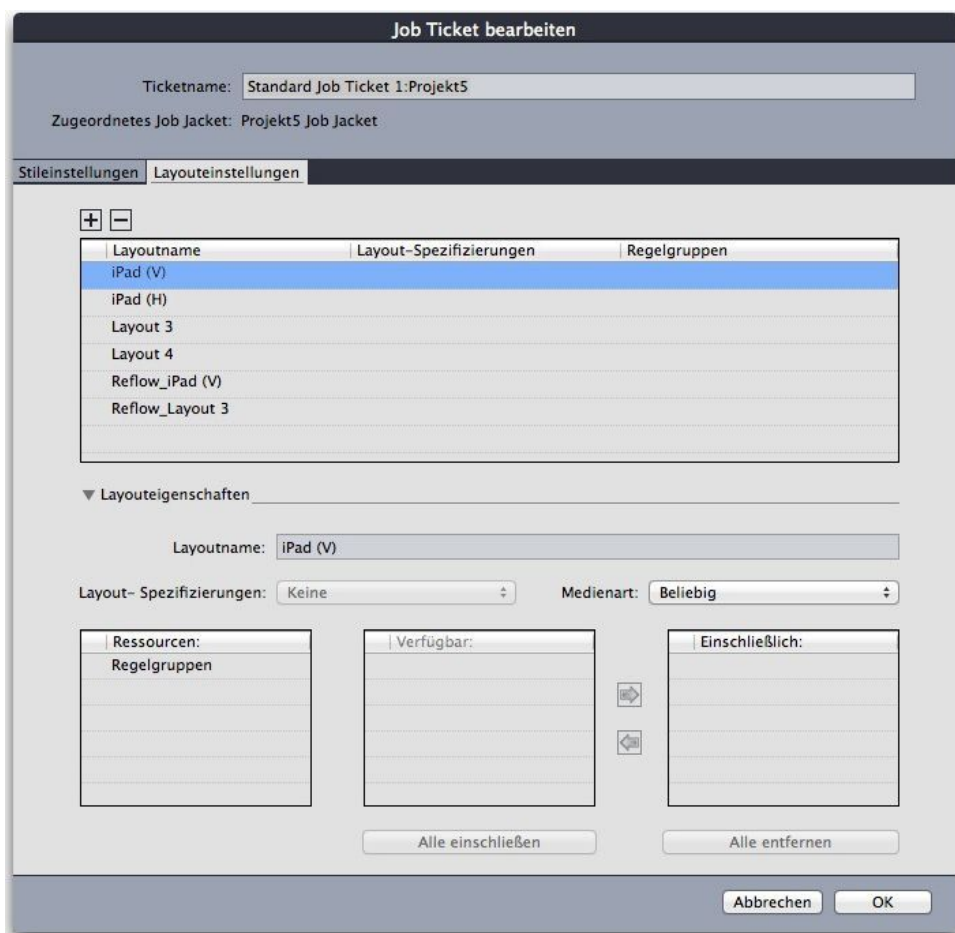 Job Ticket bearbeiten
Ticketname: Standard Job Ticket 1:Projekt5
Zugeordnetes Job Jacket: Projekt5 Job Jacket
Stileinstellungen Layouteinstellungen
Layoutname Layout-Spezifizierungen Regelgruppen
iPad (V)
iPad (H)
Layout 3
Layout 4
Reflow_iPad (V)
Reflow_Layout 3
Layouteigenschaften
Layoutname: iPad (V)
Layout- Spezifizierungen: Keine Medienart: Beliebig
Ressourcen: Verfügbar: Einschließlich:
Regelgruppen
Alle einschließen Alle entfernen
Abbrechen OK